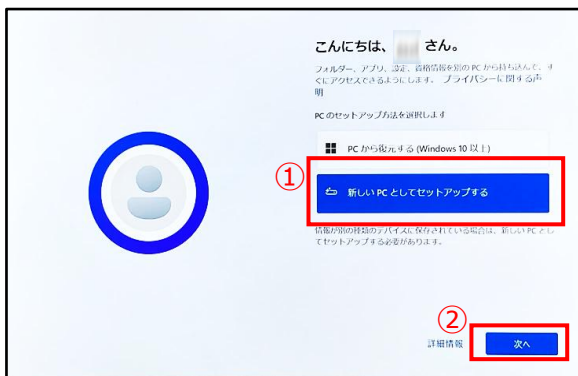 こんにちは、 さん。
フォルダー、アプリ、設定、資格情報を別の PC から持ち込んで、す
ぐにアクセスできるようにします。 プライバシーに関する声
明
PC のセットアップ方法を選択します
PC から復元する (Windows 10 以上)
①
新しい PC としてセットアップする
情報が別の種類のデバイスに保存されている場合は、新しい PC とし
てセットアップする必要があります。
②
詳細情報
次へ